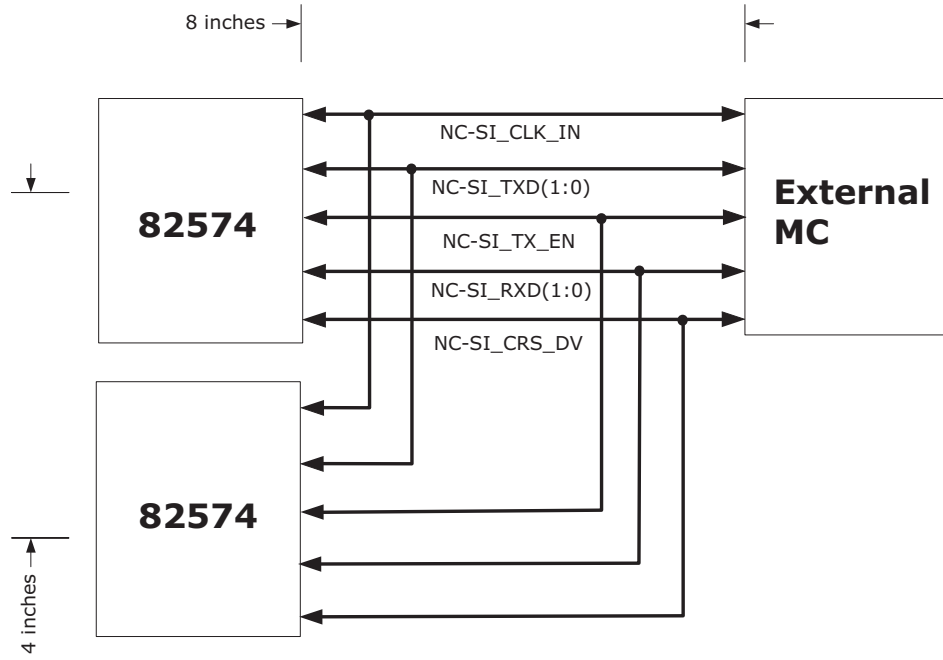 8 inches
NC-SI_CLK_IN
NC-SI_TXD(1:0)
82574
External
MC
NC-SI_TX_EN
NC-SI_RXD(1:0)
NC-SI_CRS_DV
82574
4 inches